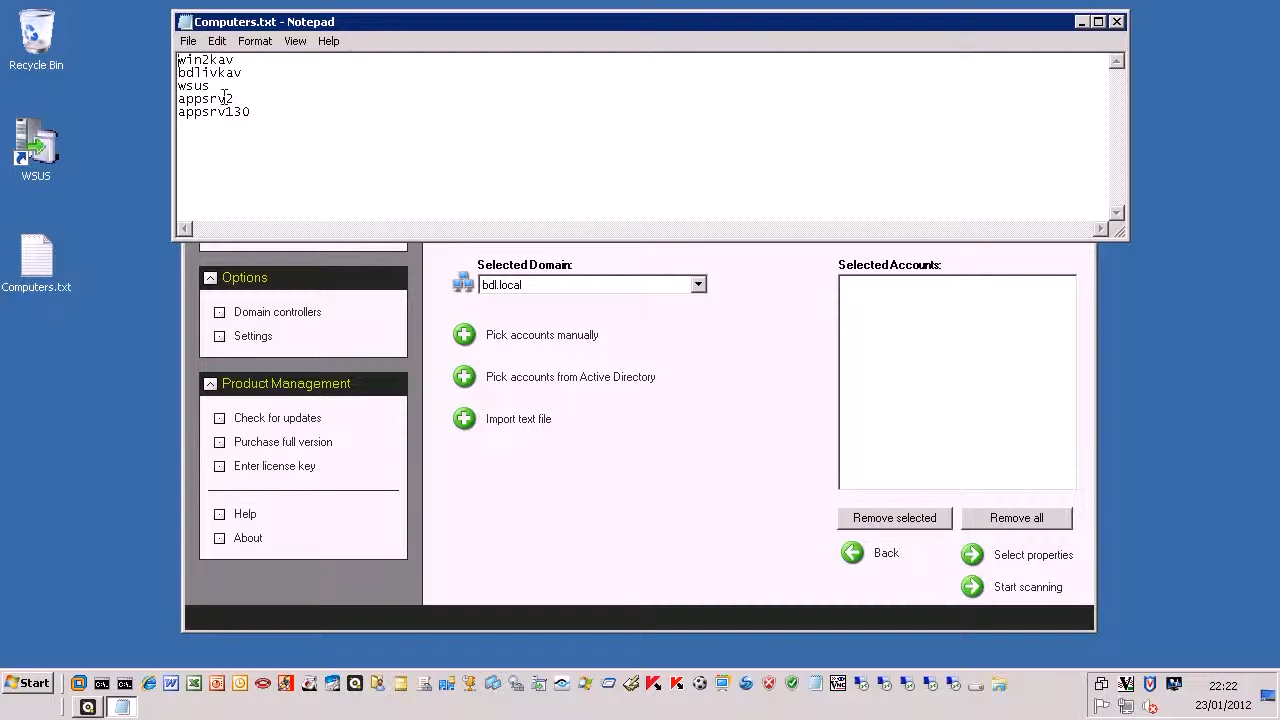 Recycle Bin
WSUS
Computers.txt
Computers.txt - Notepad
File Edit Format View Help
win2kav
bdlivkav
wsus
appsrv2
appsrv130
Options
Domain controllers
Settings
Product Management
Check for updates
Purchase full version
Enter license key
Help
About
Selected Domain:
bdl.local
Pick accounts manually
Pick accounts from Active Directory
Import text file
Selected Accounts:
Remove selected Remove all
Back Select properties
Start scanning
Start
22:22
23/01/2012